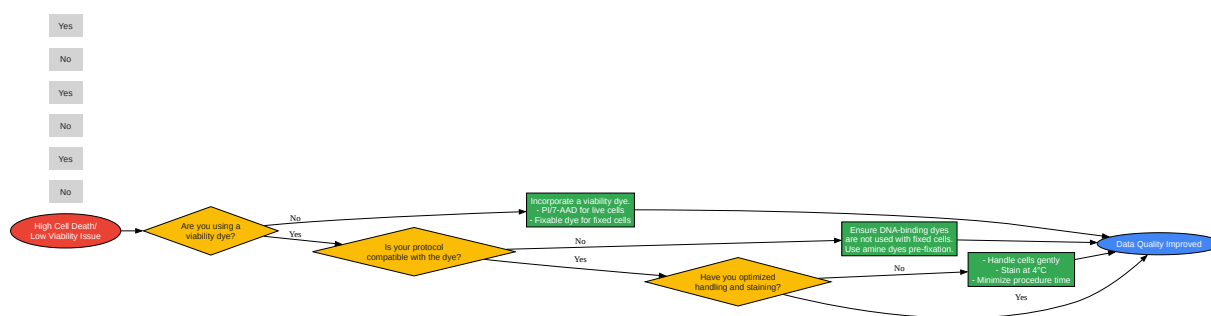 Yes
No
Yes
No
Yes
No
High Cell Death/
Low Viability Issue
Are you using a
viability dye?
No
Yes
Incorporate a viability dye.
- PI/7-AAD for live cells
- Fixable dye for fixed cells
Is your protocol
compatible with the dye?
No
Yes
Ensure DNA-binding dyes
are not used with fixed cells.
Use amine dyes pre-fixation.
Have you optimized
handling and staining?
No
Yes
- Handle cells gently
- Stain at 4°C
- Minimize procedure time
Data Quality Improved